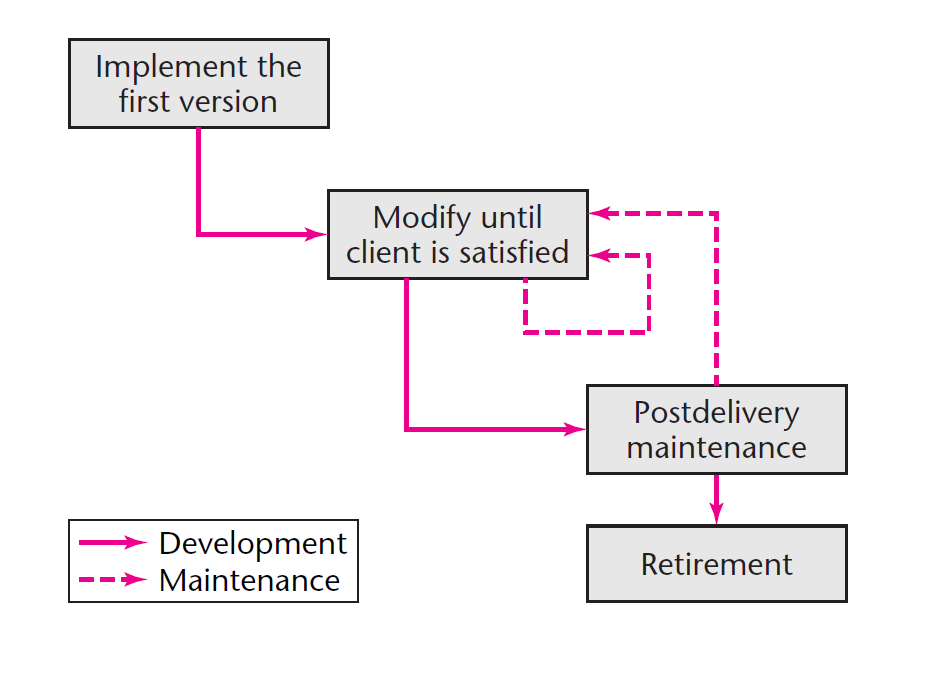 Implement the
first version
Modify until
client is satisfied
Postdelivery
maintenance
Retirement
Development
Maintenance